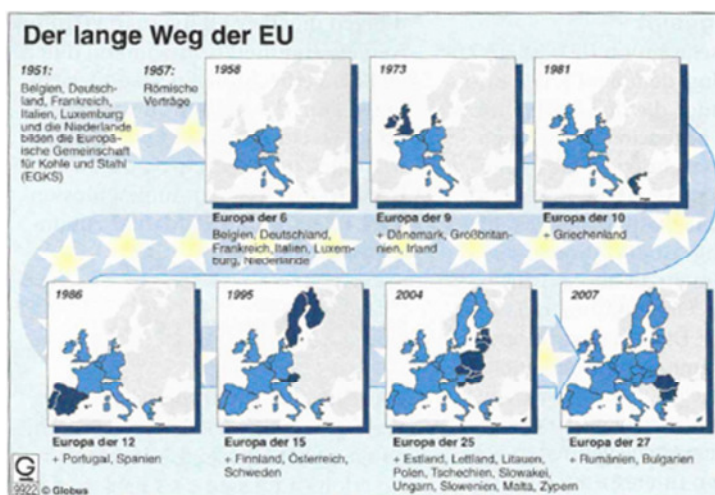 Der lange Weg der EU
1951:
Belgien, Deutsch-
land, Frankreich,
Italien, Luxemburg
und die Niederlande
bilden die Europä-
ische Gemeinschaft
für Kohle und Stahl
(EGKS)
1957:
Römische
Verträge
1958
Europa der 6
Belgien, Deutschland,
Frankreich, Italien, Luxem-
burg, Niederlande
1973
Europa der 9
+ Dänemark, Großbritan-
nien, Irland
1981
Europa der 10
+ Griechenland
1986
Europa der 12
+ Portugal, Spanien
1995
Europa der 15
+ Finnland, Österreich,
Schweden
2004
Europa der 25
+ Estland, Lettland, Litauen,
Polen, Tschechien, Slowakei,
Ungarn, Slowenien, Malta, Zypern
2007
Europa der 27
+ Rumänien, Bulgarien
G
9922 © Globus